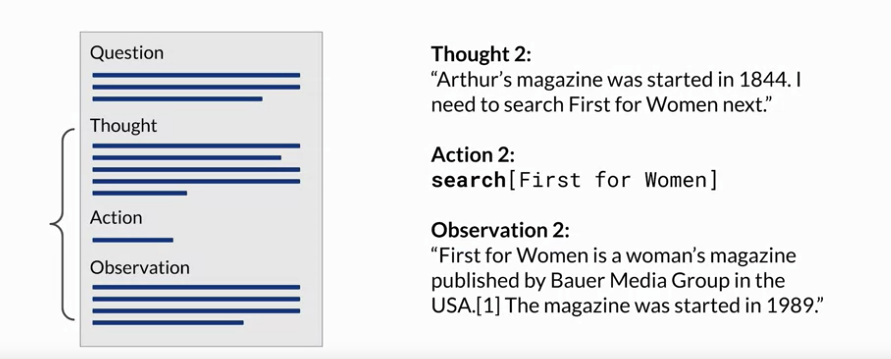 Question
Thought
Action
Observation
Thought 2:
“Arthur’s magazine was started in 1844. I
need to search First for Women next.”
Action 2:
search[First for Women]
Observation 2:
“First for Women is a woman’s magazine
published by Bauer Media Group in the
USA.[1] The magazine was started in 1989.”